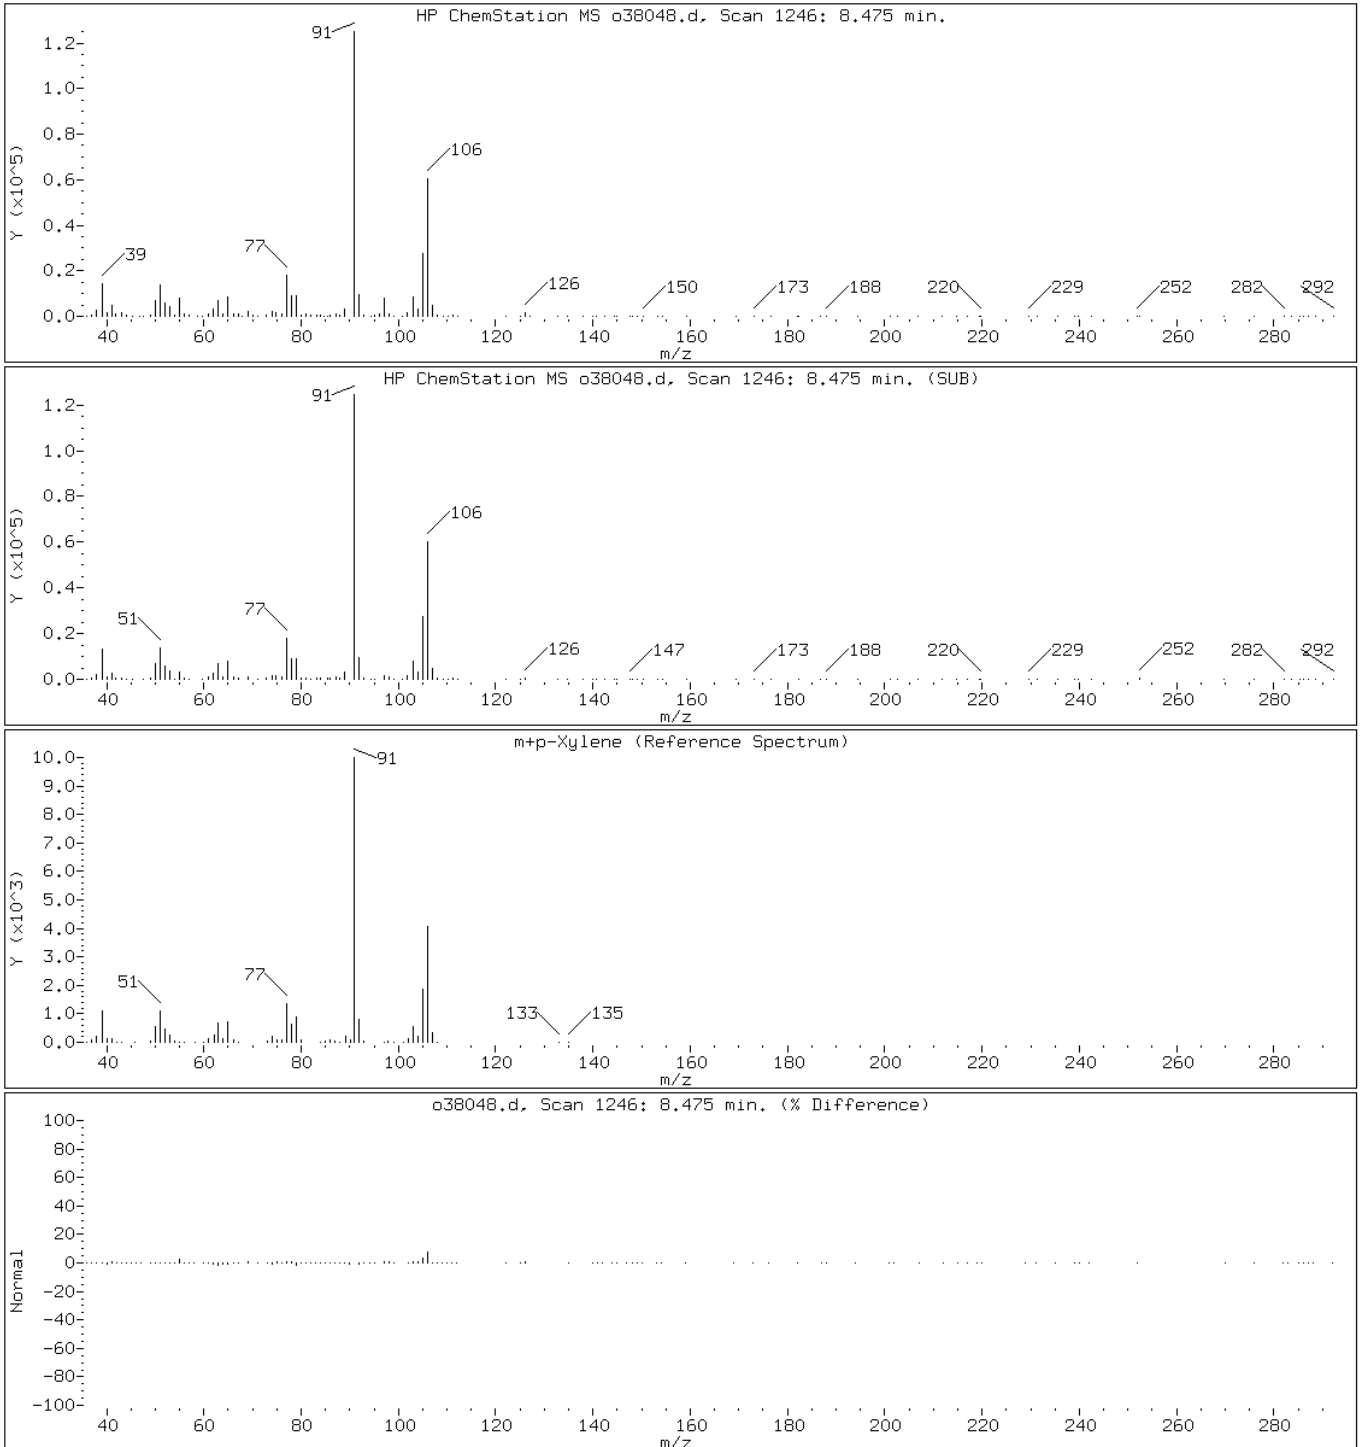 HP ChemStation MS o38048.d, Scan 1246: 8.475 min.
Y (x10^5)
1.2
1.0
0.8
0.6
0.4
0.2
0.0
91
106
39
77
126 150 173 188 220 229 252 282 292
40 60 80 100 120 140 160 180 200 220 240 260 280
m/z
HP ChemStation MS o38048.d, Scan 1246: 8.475 min. (SUB)
Y (x10^5)
1.2
1.0
0.8
0.6
0.4
0.2
0.0
91
106
51
77
126 147 173 188 220 229 252 282 292
40 60 80 100 120 140 160 180 200 220 240 260 280
m/z
m+p-Xylene (Reference Spectrum)
Y (x10^3)
10.0
9.0
8.0
7.0
6.0
5.0
4.0
3.0
2.0
1.0
0.0
91
51
77
133 135
40 60 80 100 120 140 160 180 200 220 240 260 280
m/z
o38048.d, Scan 1246: 8.475 min. (% Difference)
Normal
100
80
60
40
20
0
-20
-40
-60
-80
-100
40 60 80 100 120 140 160 180 200 220 240 260 280
m/z